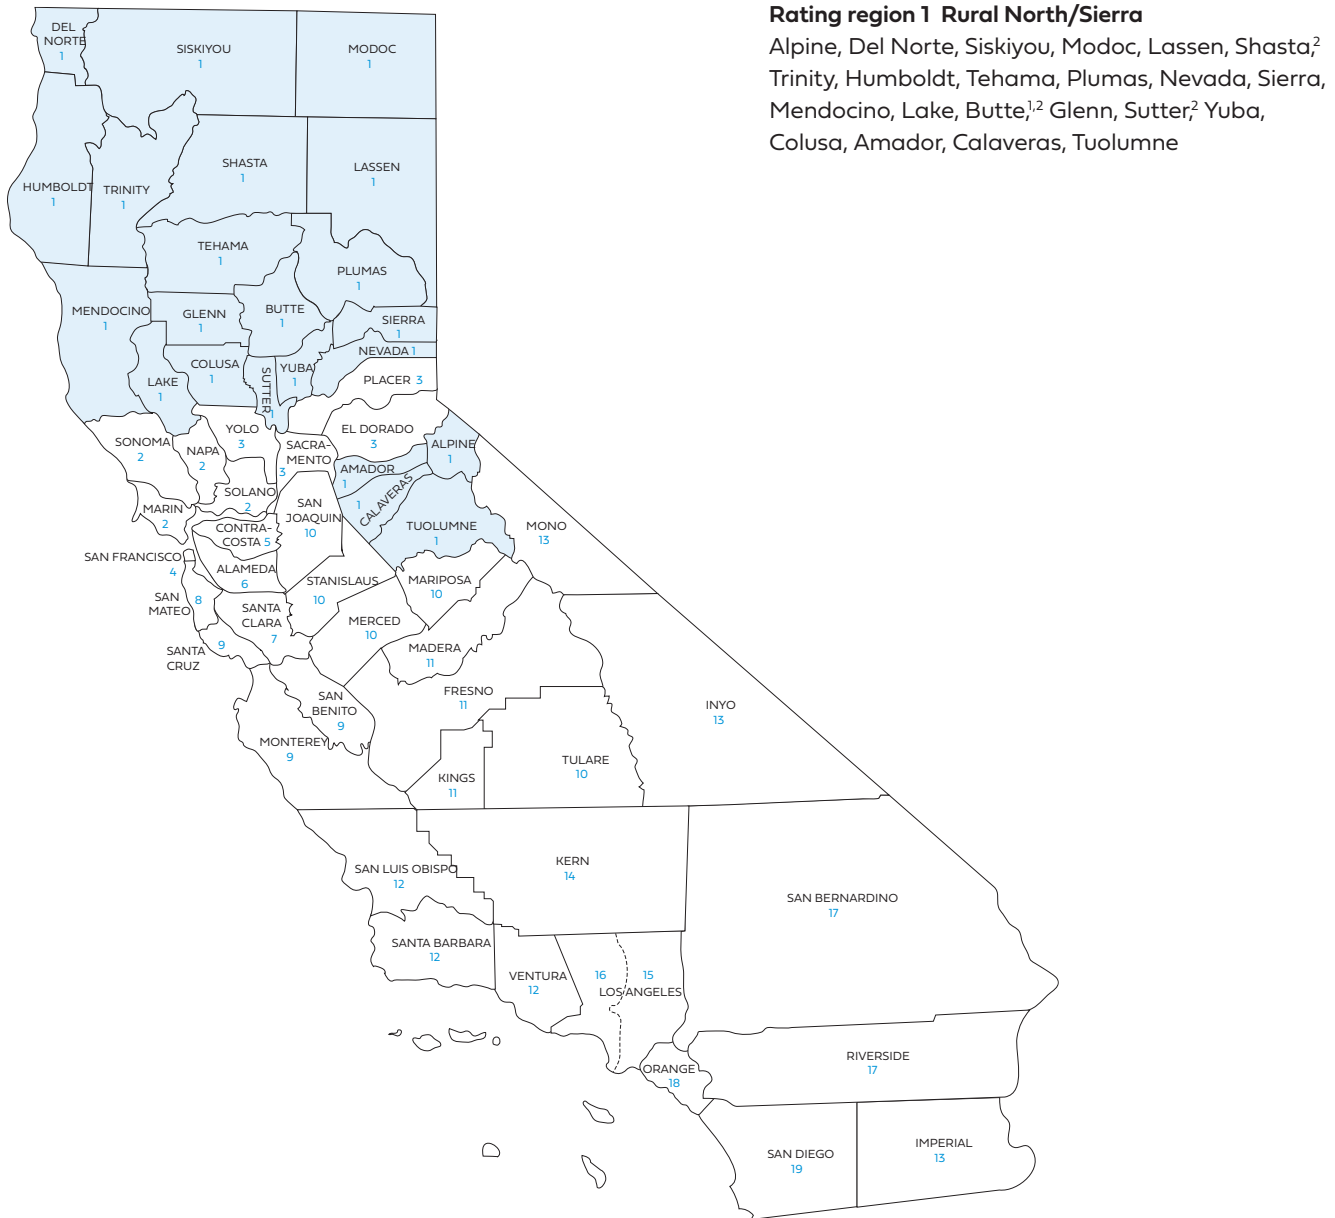 Rating region 1 Rural North/Sierra
Alpine, Del Norte, Siskiyou, Modoc, Lassen, Shasta,²
Trinity, Humboldt, Tehama, Plumas, Nevada, Sierra,
Mendocino, Lake, Butte,¹,² Glenn, Sutter,² Yuba,
Colusa, Amador, Calaveras, Tuolumne
DEL
NORTE
1
SISKIYOU
1
MODOC
1
SHASTA
1
LASSEN
1
HUMBOLDT
1
TRINITY
1
TEHAMA
1
PLUMAS
1
MENDOCINO
1
GLENN
1
BUTTE
1
SIERRA
1
NEVADA 1
COLUSA
1
SUTTER
1
YUBA
1
LAKE
1
PLACER 3
SONOMA
2
NAPA
2
YOLO
3
SACRA-
MENTO
3
EL DORADO
3
ALPINE
1
AMADOR
1
CALAVERAS
1
SOLANO
2
MARIN
2
SAN
JOAQUIN
10
CONTRA-
COSTA 5
TUOLUMNE
1
MONO
13
SAN FRANCISCO
4
ALAMEDA
6
STANISLAUS
10
MARIPOSA
10
SAN
MATEO
8
SANTA
CLARA
7
MERCED
10
SANTA
CRUZ
9
MADERA
11
FRESNO
11
SAN
BENITO
9
MONTEREY
9
INYO
13
KINGS
11
TULARE
10
SAN LUIS OBISPO
12
KERN
14
SAN BERNARDINO
17
SANTA BARBARA
12
VENTURA
12
16
15
LOS ANGELES
ORANGE
18
RIVERSIDE
17
SAN DIEGO
19
IMPERIAL
13